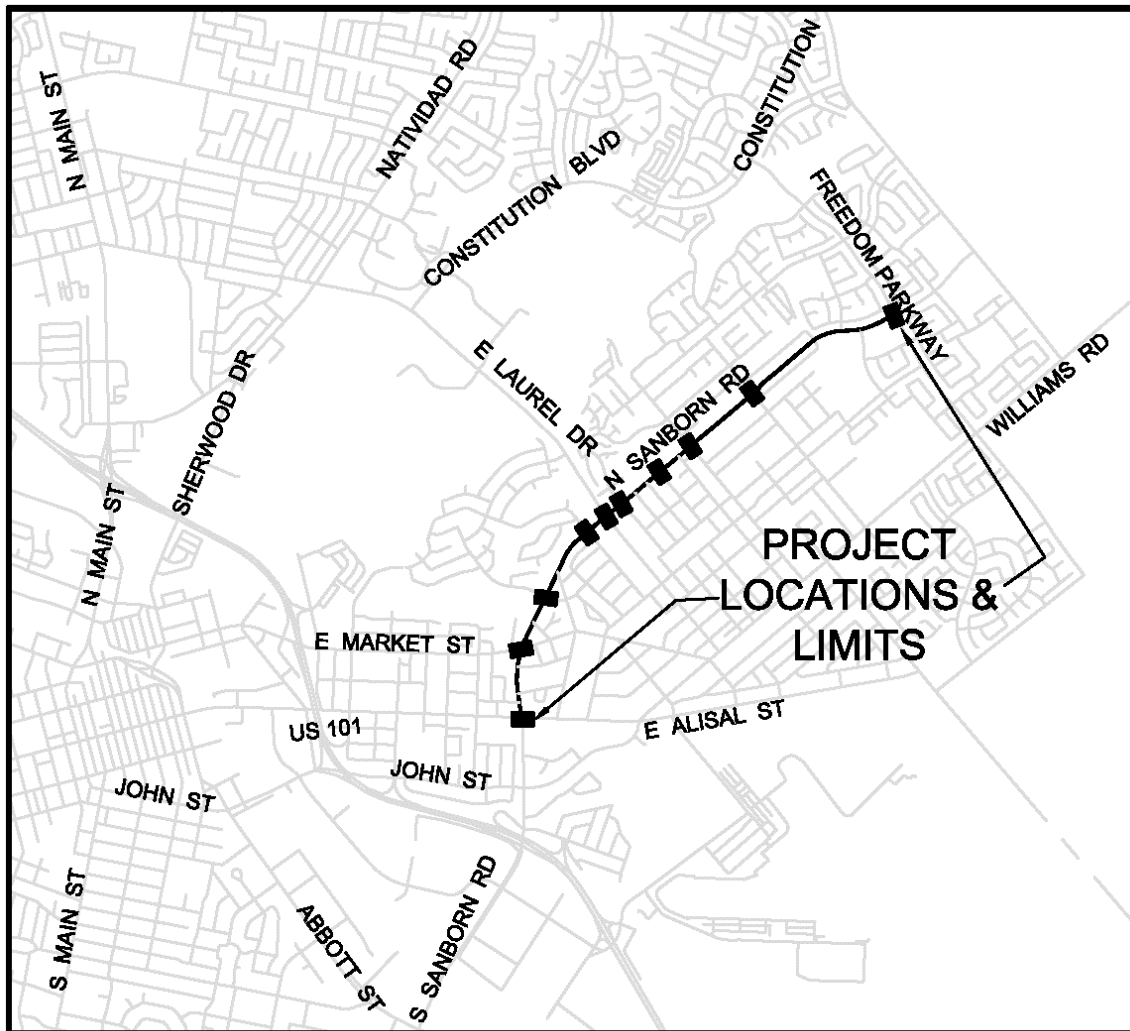 N MAIN ST
NATIVIDAD RD
CONSTITUTION
CONSTITUTION BLVD
FREEDOM PARKWAY
E LAUREL DR
N SANBORN RD
WILLIAMS RD
SHERWOOD DR
N MAIN ST
PROJECT
LOCATIONS &
LIMITS
E MARKET ST
US 101
E ALISAL ST
JOHN ST
JOHN ST
S MAIN ST
ABBOTT ST
S SANBORN RD